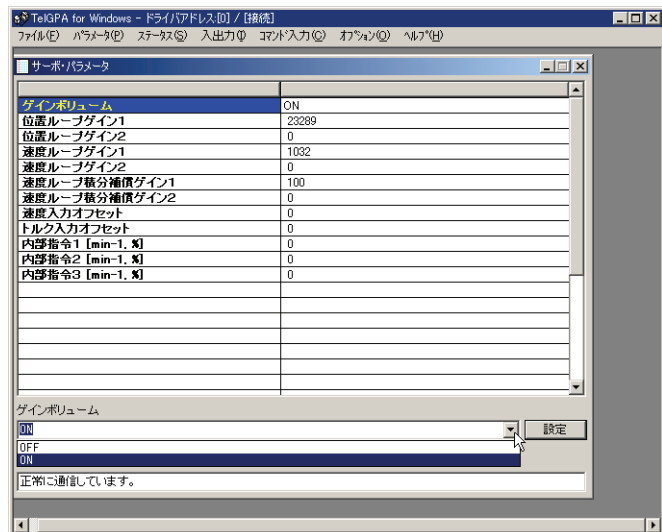 TelGPA for Windows - ドライバアドレス:[0] / [接続]
ファイル(F) パラメータ(P) ステータス(S) 入出力(I) コマンド入力(C) オプション(O) ヘルプ(H)
サーボ・パラメータ
ゲインボリューム ON
位置ループゲイン1 23289
位置ループゲイン2 0
速度ループゲイン1 1032
速度ループゲイン2 0
速度ループ積分補償ゲイン1 100
速度ループ積分補償ゲイン2 0
速度入力オフセット 0
トルク入力オフセット 0
内部指令1 [min-1, %] 0
内部指令2 [min-1, %] 0
内部指令3 [min-1, %] 0
ゲインボリューム
ON 設定
OFF
ON
正常に通信しています。